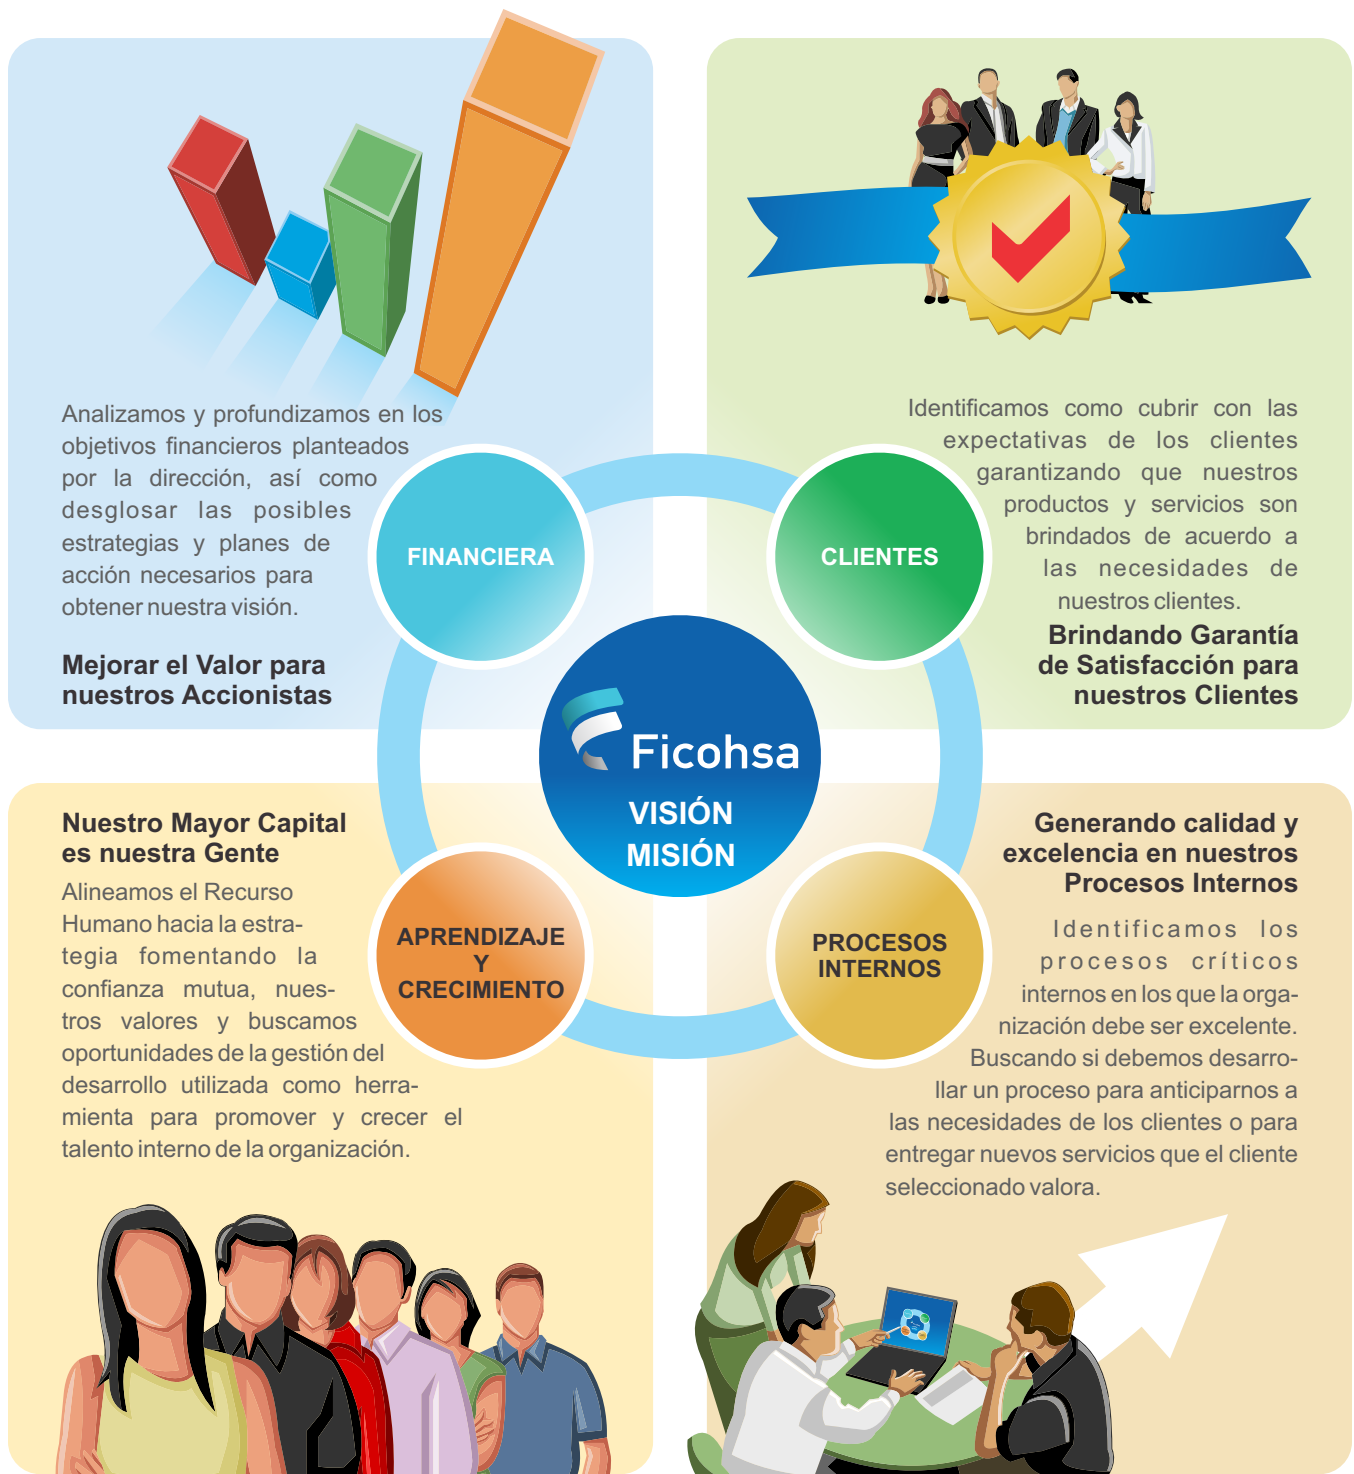 Analizamos y profundizamos en los
objetivos financieros planteados
por la dirección, así como
desglosar las posibles
estrategias y planes de
acción necesarios para
obtener nuestra visión.
Mejorar el Valor para
nuestros Accionistas
FINANCIERA
Identificamos como cubrir con las
expectativas de los clientes
garantizando que nuestros
productos y servicios son
brindados de acuerdo a
las necesidades de
nuestros clientes.
Brindando Garantía
de Satisfacción para
nuestros Clientes
CLIENTES
Ficohsa
VISIÓN
MISIÓN
Nuestro Mayor Capital
es nuestra Gente
Alineamos el Recurso
Humano hacia la estra-
tegia fomentando la
confianza mutua, nues-
tros valores y buscamos
oportunidades de la gestión del
desarrollo utilizada como herra-
mienta para promover y crecer el
talento interno de la organización.
APRENDIZAJE
Y
CRECIMIENTO
Generando calidad y
excelencia en nuestros
Procesos Internos
Identificamos los
procesos críticos
internos en los que la orga-
nización debe ser excelente.
Buscando si debemos desarro-
llar un proceso para anticiparnos a
las necesidades de los clientes o para
entregar nuevos servicios que el cliente
seleccionado valora.
PROCESOS
INTERNOS